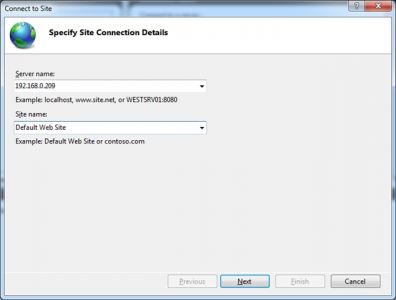 Connect to Site
Specify Site Connection Details
Server name:
192.168.0.209
Example: localhost, www.site.net, or WESTSRV01:8080
Site name:
Default Web Site
Example: Default Web Site or contoso.com
Previous
Next
Finish
Cancel